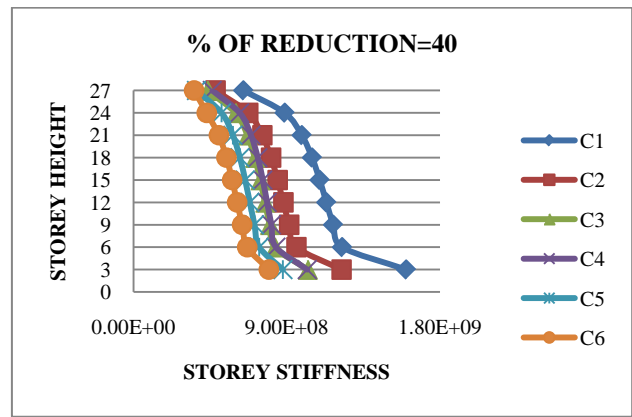 % OF REDUCTION=40
STOREY HEIGHT
27
24
21
18
15
12
9
6
3
0
0.00E+00 9.00E+08 1.80E+09
STOREY STIFFNESS
C1
C2
C3
C4
C5
C6